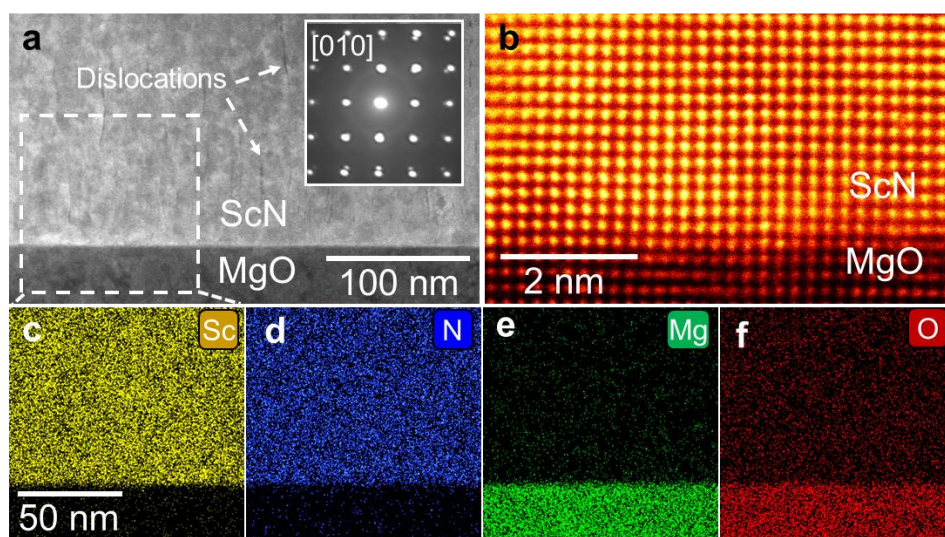 a
[010]
Dislocations
ScN
MgO
100 nm
b
ScN
MgO
2 nm
c
Sc
50 nm
d
N
e
Mg
f
O